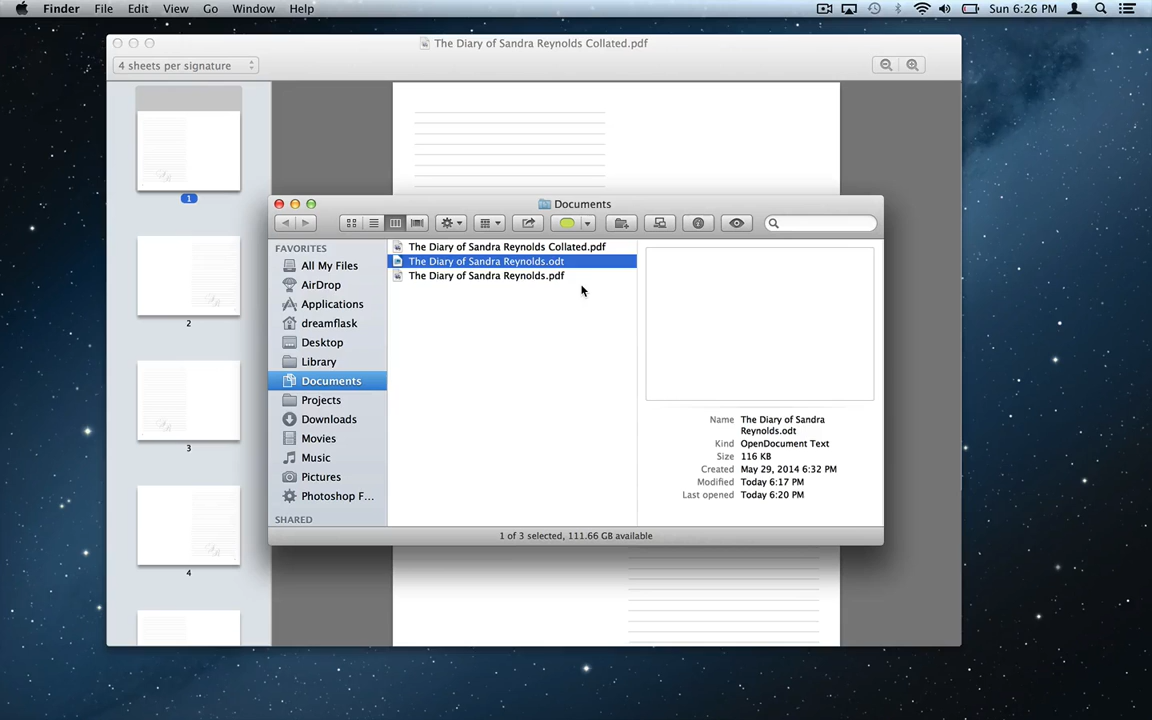 Finder File Edit View Go Window Help Sun 6:26 PM
The Diary of Sandra Reynolds Collated.pdf
4 sheets per signature
1
2
3
4
Documents
FAVORITES
All My Files
AirDrop
Applications
dreamflask
Desktop
Library
Documents
Projects
Downloads
Movies
Music
Pictures
Photoshop F...
SHARED
The Diary of Sandra Reynolds Collated.pdf
The Diary of Sandra Reynolds.odt
The Diary of Sandra Reynolds.pdf
Name The Diary of Sandra
Reynolds.odt
Kind OpenDocument Text
Size 116 KB
Created May 29, 2014 6:32 PM
Modified Today 6:17 PM
Last opened Today 6:20 PM
1 of 3 selected, 111.66 GB available